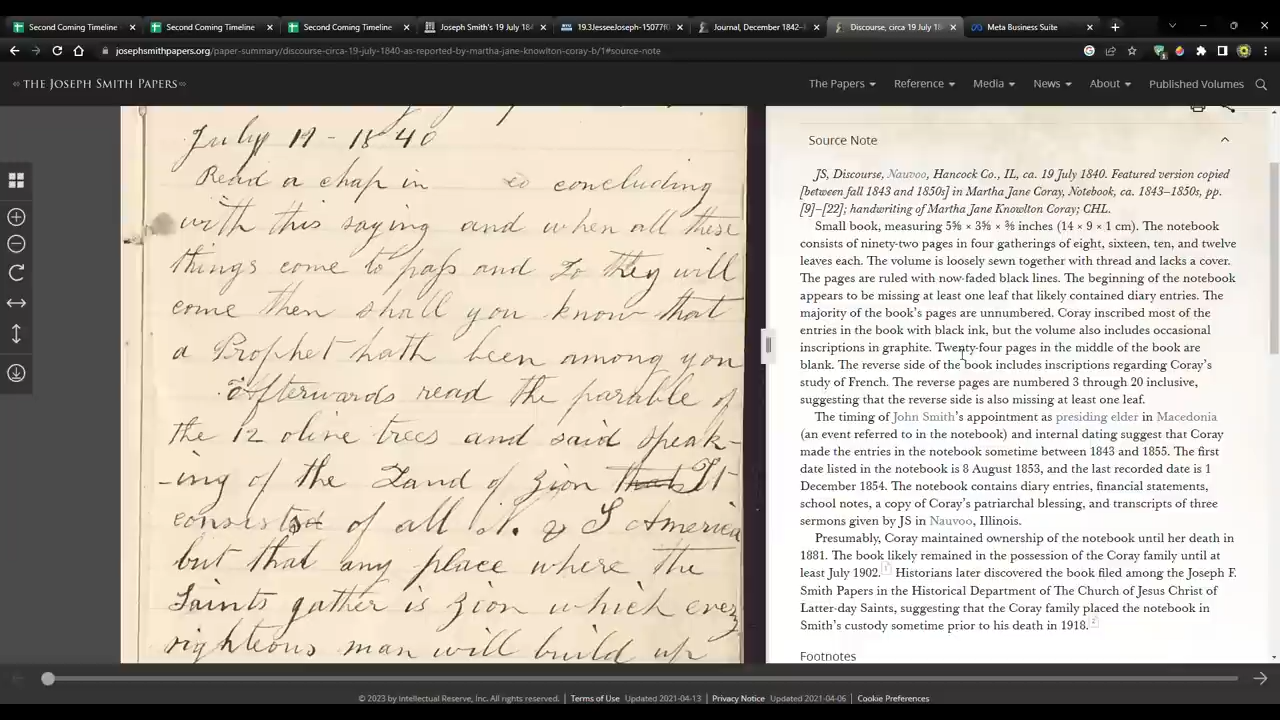 Second Coming Timeline
Second Coming Timeline
Second Coming Timeline
Joseph Smith's 19 July 184
19.3JesseeJoseph-15077f
Journal, December 1842–
Discourse, circa 19 July 18
Meta Business Suite
josephsmithpapers.org/paper-summary/discourse-circa-19-july-1840-as-reported-by-martha-jane-knowlton-coray-b/1#source-note
THE JOSEPH SMITH PAPERS
The Papers
Reference
Media
News
About
Published Volumes
July 19 - 1840
Read a chap in concluding
with this saying and when all these
things come to pass and Lo they will
come then shall you know that
a Prophet hath been among you
Afterwards read the parable of
the 12 olive trees and said speak-
-ing of the Land of Zion that It
consists of all N. & S America
but that any place where the
Saints gather is Zion which every
righteous man will build up
Source Note
JS, Discourse, Nauvoo, Hancock Co., IL, ca. 19 July 1840. Featured version copied
[between fall 1843 and 1850s] in Martha Jane Coray, Notebook, ca. 1843–1850s, pp.
[9]–[22]; handwriting of Martha Jane Knowlton Coray; CHL.
Small book, measuring 5⅝ × 3⅝ × ⅜ inches (14 × 9 × 1 cm). The notebook
consists of ninety-two pages in four gatherings of eight, sixteen, ten, and twelve
leaves each. The volume is loosely sewn together with thread and lacks a cover.
The pages are ruled with now-faded black lines. The beginning of the notebook
appears to be missing at least one leaf that likely contained diary entries. The
majority of the book's pages are unnumbered. Coray inscribed most of the
entries in the book with black ink, but the volume also includes occasional
inscriptions in graphite. Twenty-four pages in the middle of the book are
blank. The reverse side of the book includes inscriptions regarding Coray's
study of French. The reverse pages are numbered 3 through 20 inclusive,
suggesting that the reverse side is also missing at least one leaf.
The timing of John Smith's appointment as presiding elder in Macedonia
(an event referred to in the notebook) and internal dating suggest that Coray
made the entries in the notebook sometime between 1843 and 1855. The first
date listed in the notebook is 8 August 1853, and the last recorded date is 1
December 1854. The notebook contains diary entries, financial statements,
school notes, a copy of Coray's patriarchal blessing, and transcripts of three
sermons given by JS in Nauvoo, Illinois.
Presumably, Coray maintained ownership of the notebook until her death in
1881. The book likely remained in the possession of the Coray family until at
least July 1902.1 Historians later discovered the book filed among the Joseph F.
Smith Papers in the Historical Department of The Church of Jesus Christ of
Latter-day Saints, suggesting that the Coray family placed the notebook in
Smith's custody sometime prior to his death in 1918.2
Footnotes
© 2023 by Intellectual Reserve, Inc. All rights reserved. Terms of Use Updated 2021-04-13 Privacy Notice Updated 2021-04-06 Cookie Preferences